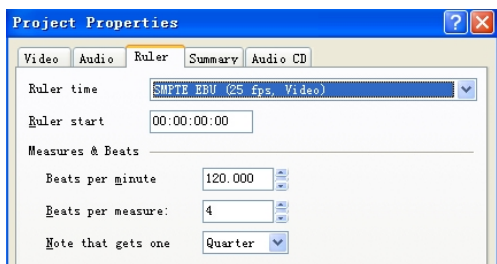 Project Properties
Video Audio Ruler Summary Audio CD
Ruler time SMPTE EBU (25 fps, Video)
Ruler start 00:00:00:00
Measures & Beats
Beats per minute 120.000
Beats per measure: 4
Note that gets one Quarter